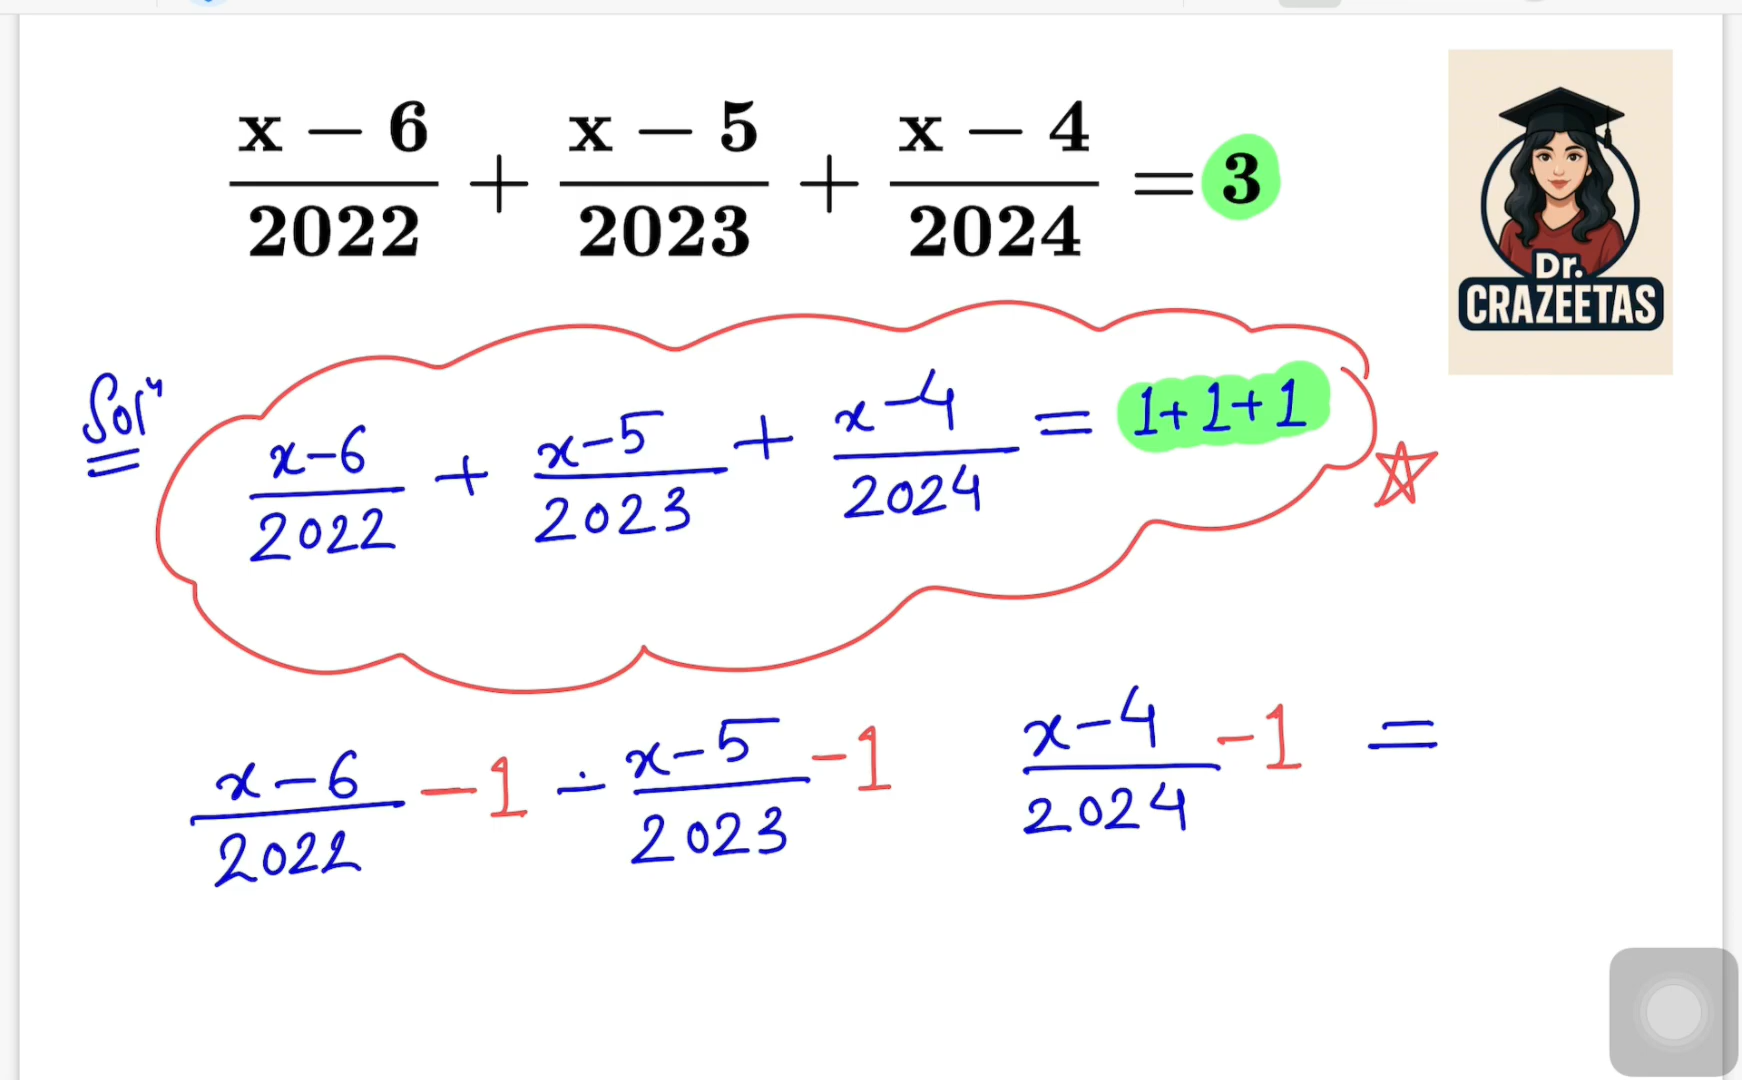 x − 6 / 2022 + x − 5 / 2023 + x − 4 / 2024 = 3
Dr.
CRAZEETAS
Solⁿ
x−6 / 2022 + x−5 / 2023 + x−4 / 2024 = 1+1+1
x−6 / 2022 −1 − x−5 / 2023 −1 x−4 / 2024 −1 =